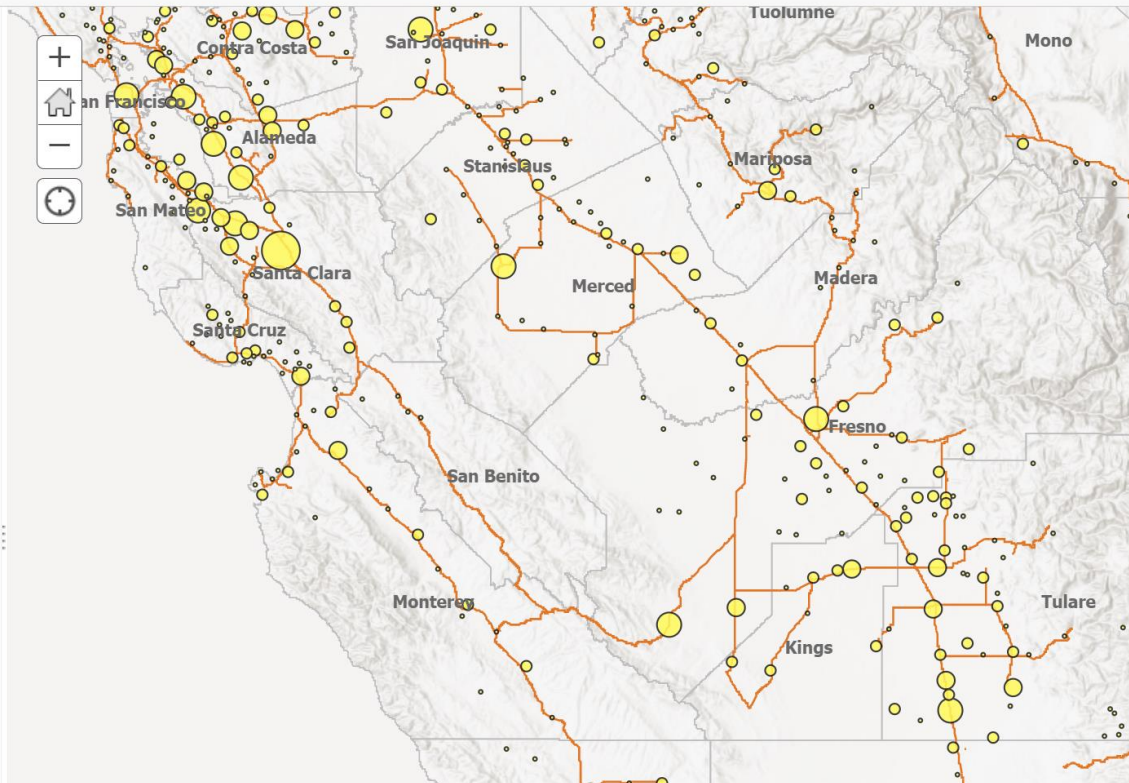 Tuolumne
Mono
Contra Costa
San Joaquin
an Francisco
Alameda
Stanislaus
Mariposa
San Mateo
Santa Clara
Merced
Madera
Santa Cruz
Fresno
San Benito
Monterey
Tulare
Kings